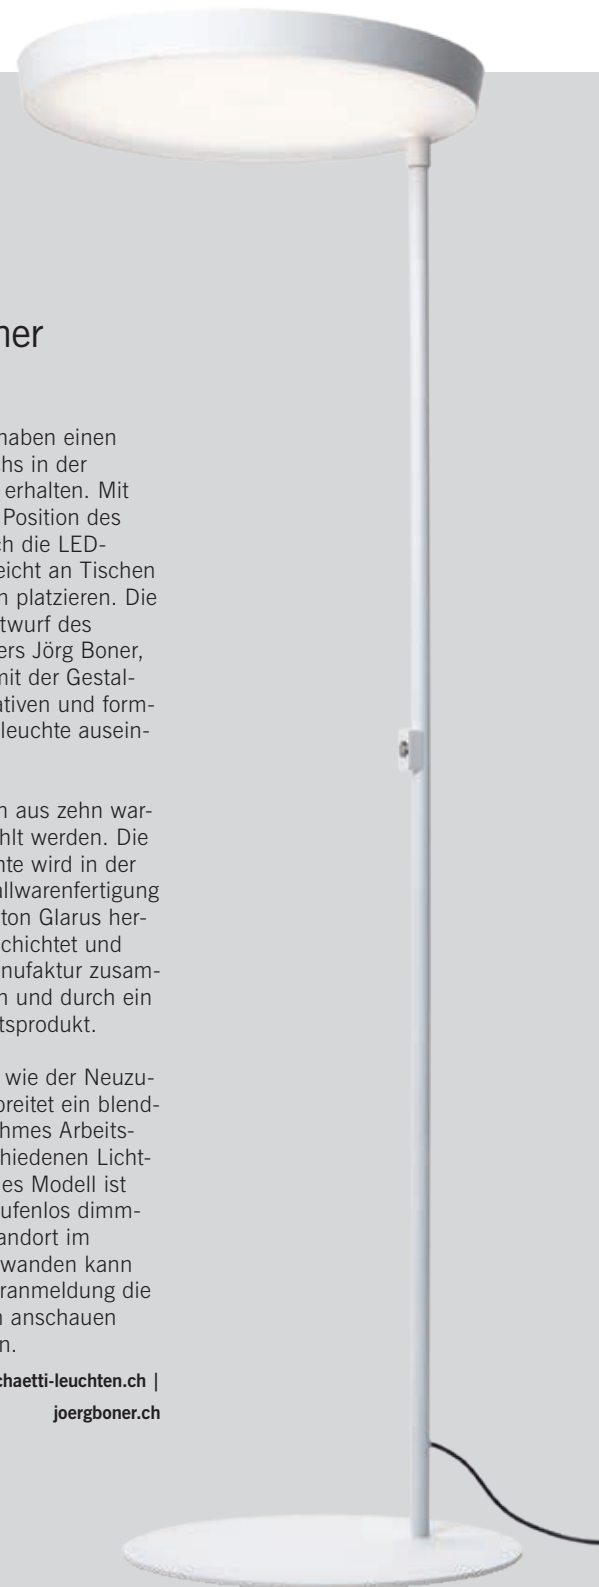 ner
haben einen
chs in der
erhalten. Mit
Position des
ch die LED-
eicht an Tischen
n platzieren. Die
twurf des
ers Jörg Boner,
mit der Gestal-
ativen und form-
leuchte ausein-
n aus zehn war-
hlt werden. Die
nte wird in der
allwarenfertigung
ton Glarus her-
chichtet und
nufaktur zusam-
n und durch ein
tsprodukt.
wie der Neuzu-
breitet ein blend-
hmes Arbeits-
hiedenen Licht-
es Modell ist
ufenlos dimm-
andort im
wanden kann
ranmeldung die
n anschauen
n.
chaetti-leuchten.ch |
joergboner.ch